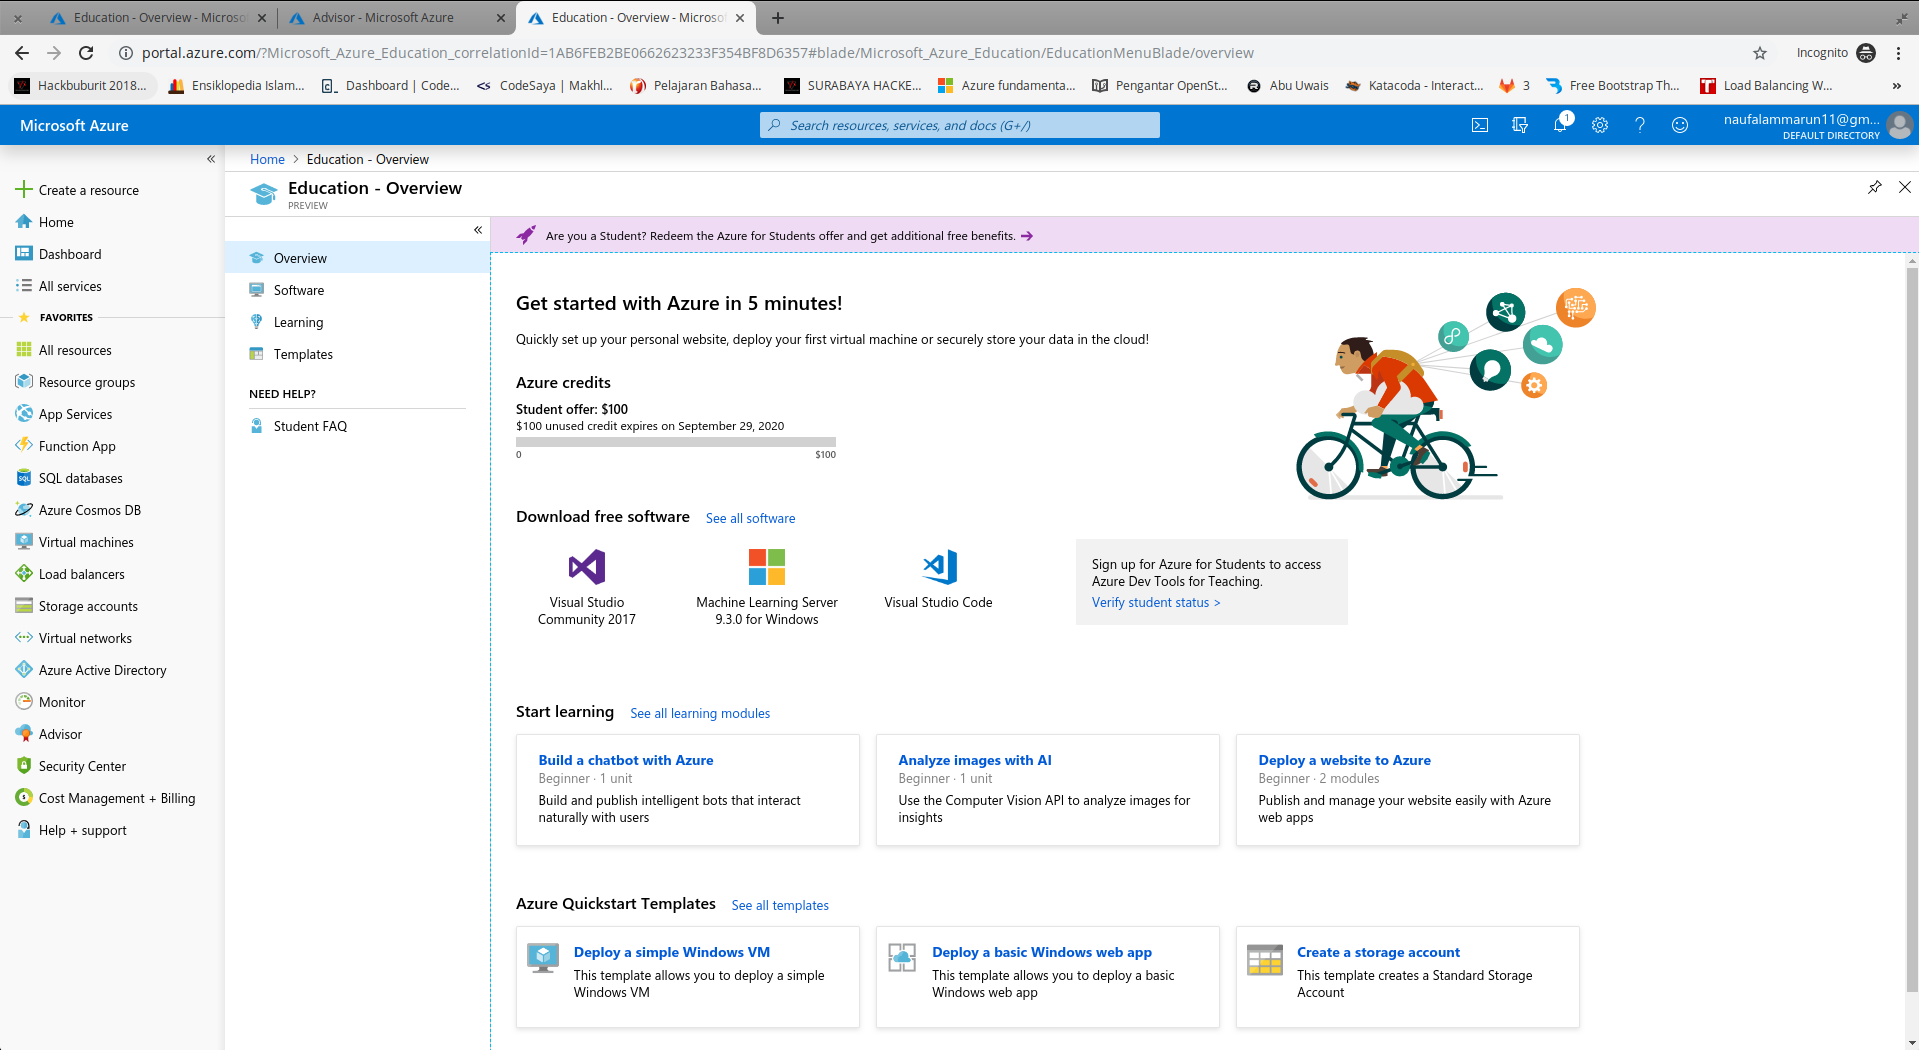 Education - Overview - Microso
Advisor - Microsoft Azure
Education - Overview - Microso
portal.azure.com/?Microsoft_Azure_Education_correlationId=1AB6FEB2BE0662623233F354BF8D6357#blade/Microsoft_Azure_Education/EducationMenuBlade/overview
Incognito
Hackbuburit 2018...
Ensiklopedia Islam...
Dashboard | Code...
CodeSaya | Makhl...
Pelajaran Bahasa...
SURABAYA HACKE...
Azure fundamenta...
Pengantar OpenSt...
Abu Uwais
Katacoda - Interact...
3
Free Bootstrap Th...
Load Balancing W...
Microsoft Azure
Search resources, services, and docs (G+/)
1
naufalammarun11@gm...
DEFAULT DIRECTORY
Create a resource
Home
Dashboard
All services
FAVORITES
All resources
Resource groups
App Services
Function App
SQL databases
Azure Cosmos DB
Virtual machines
Load balancers
Storage accounts
Virtual networks
Azure Active Directory
Monitor
Advisor
Security Center
Cost Management + Billing
Help + support
Home > Education - Overview
Education - Overview
PREVIEW
Overview
Software
Learning
Templates
NEED HELP?
Student FAQ
Are you a Student? Redeem the Azure for Students offer and get additional free benefits. →
Get started with Azure in 5 minutes!
Quickly set up your personal website, deploy your first virtual machine or securely store your data in the cloud!
Azure credits
Student offer: $100
$100 unused credit expires on September 29, 2020
0
$100
Download free software
See all software
Visual Studio
Community 2017
Machine Learning Server
9.3.0 for Windows
Visual Studio Code
Sign up for Azure for Students to access
Azure Dev Tools for Teaching.
Verify student status >
Start learning
See all learning modules
Build a chatbot with Azure
Beginner · 1 unit
Build and publish intelligent bots that interact
naturally with users
Analyze images with AI
Beginner · 1 unit
Use the Computer Vision API to analyze images for
insights
Deploy a website to Azure
Beginner · 2 modules
Publish and manage your website easily with Azure
web apps
Azure Quickstart Templates
See all templates
Deploy a simple Windows VM
This template allows you to deploy a simple
Windows VM
Deploy a basic Windows web app
This template allows you to deploy a basic
Windows web app
Create a storage account
This template creates a Standard Storage
Account